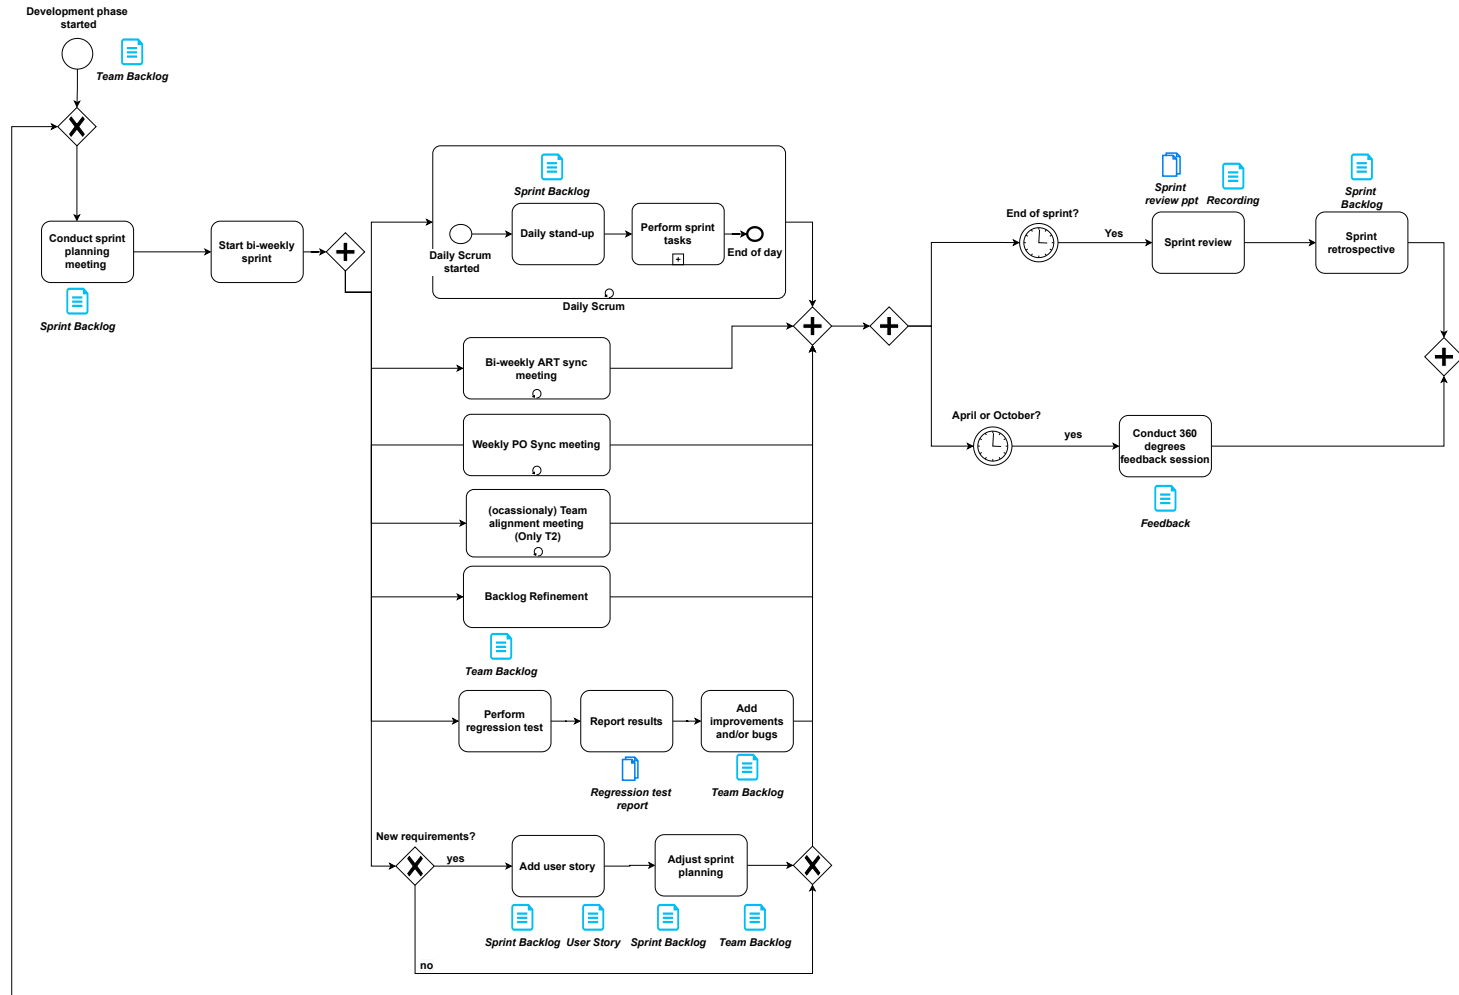 Development phase
started
Team Backlog
Conduct sprint
planning
meeting
Sprint Backlog
Start bi-weekly
sprint
Sprint Backlog
Daily Scrum
started
Daily stand-up
Perform sprint
tasks
End of day
Daily Scrum
Bi-weekly ART sync
meeting
Weekly PO Sync meeting
(ocassionaly) Team
alignment meeting
(Only T2)
Backlog Refinement
Team Backlog
Perform
regression test
Report results
Add
improvements
and/or bugs
Regression test
report
Team Backlog
New requirements?
yes
Add user story
Adjust sprint
planning
Sprint Backlog
User Story
Sprint Backlog
Team Backlog
no
End of sprint?
Yes
Sprint
review ppt
Recording
Sprint review
Sprint
Backlog
Sprint
retrospective
April or October?
yes
Conduct 360
degrees
feedback session
Feedback